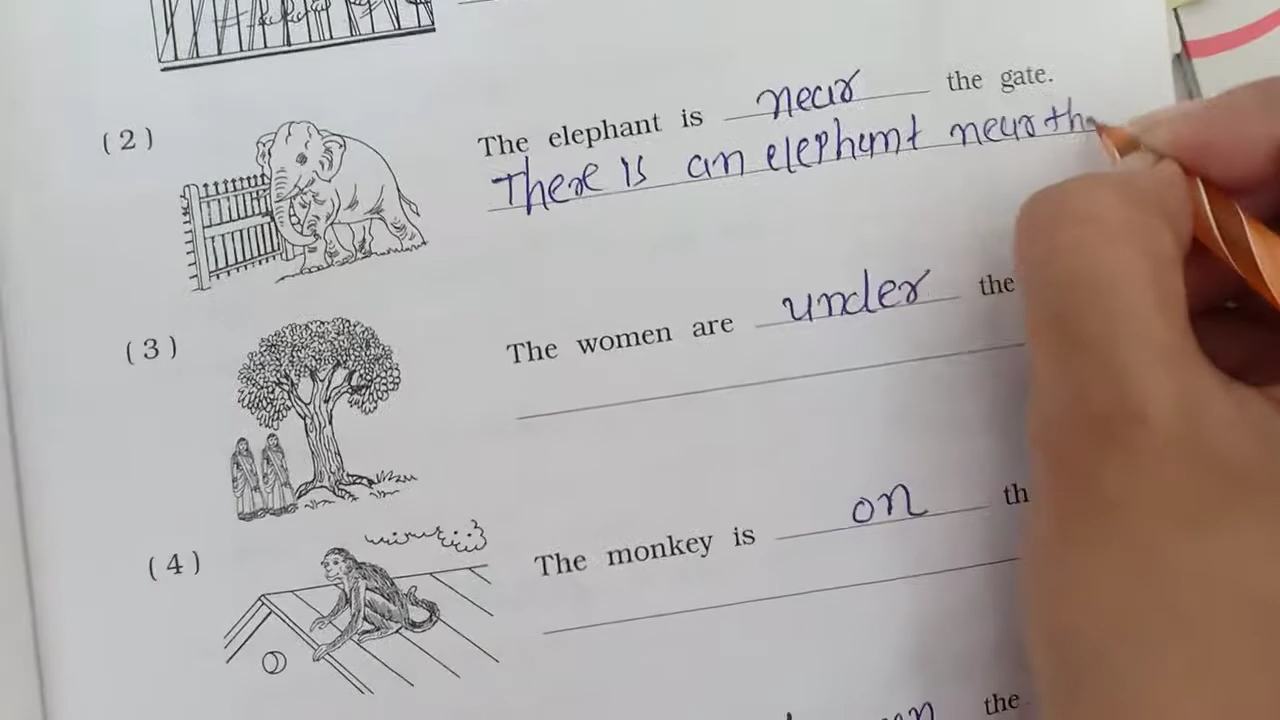 (2)
The elephant is near the gate.
There is an elephant near th
(3)
The women are under the
(4)
The monkey is on th
the